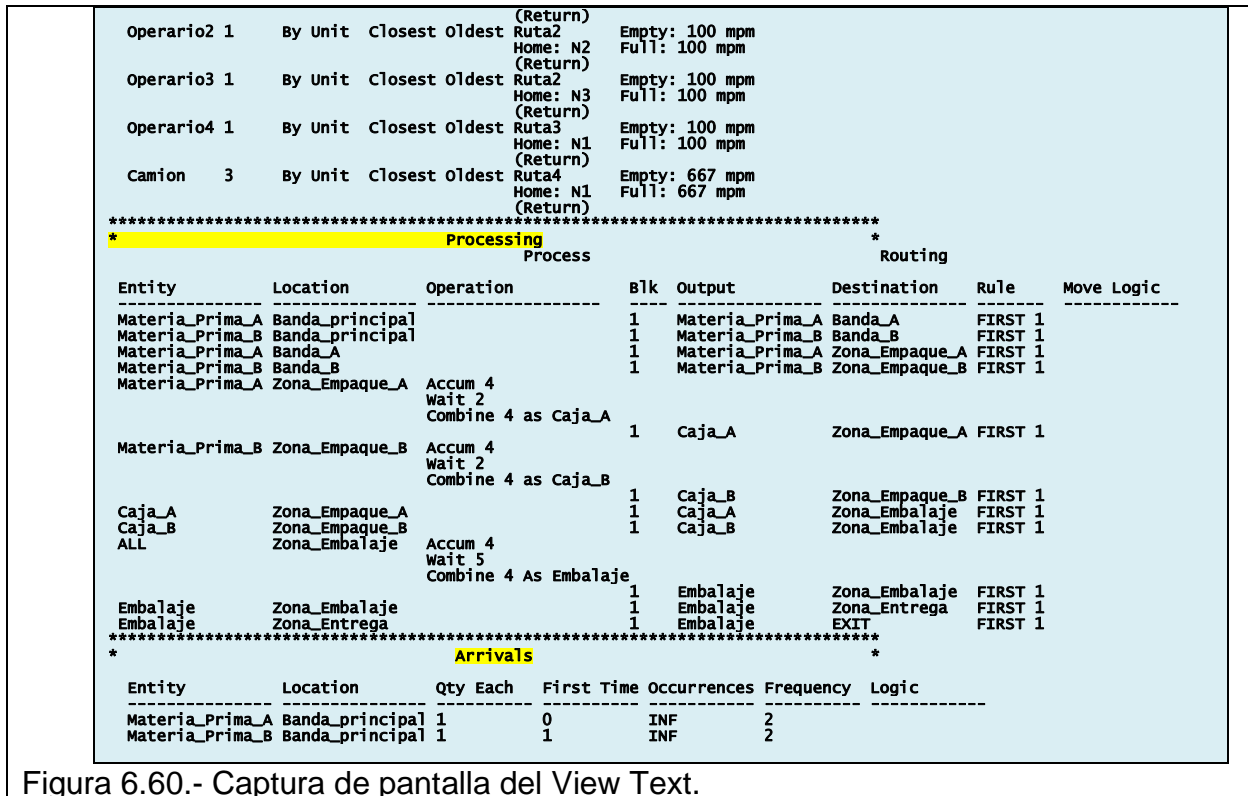 (Return)
Operario2 1 By Unit Closest Oldest Ruta2 Empty: 100 mpm
Home: N2 Full: 100 mpm
(Return)
Operario3 1 By Unit Closest Oldest Ruta2 Empty: 100 mpm
Home: N3 Full: 100 mpm
(Return)
Operario4 1 By Unit Closest Oldest Ruta3 Empty: 100 mpm
Home: N1 Full: 100 mpm
(Return)
Camion 3 By Unit Closest Oldest Ruta4 Empty: 667 mpm
Home: N1 Full: 667 mpm
(Return)
********************************************************************************
* Processing *
Process Routing
Entity Location Operation Blk Output Destination Rule Move Logic
---------------- --------------- ------------------ ---- --------------- -------------- ------- ------------
Materia_Prima_A Banda_principal 1 Materia_Prima_A Banda_A FIRST 1
Materia_Prima_B Banda_principal 1 Materia_Prima_B Banda_B FIRST 1
Materia_Prima_A Banda_A 1 Materia_Prima_A Zona_Empaque_A FIRST 1
Materia_Prima_B Banda_B 1 Materia_Prima_B Zona_Empaque_B FIRST 1
Materia_Prima_A Zona_Empaque_A Accum 4
Wait 2
Combine 4 as Caja_A
1 Caja_A Zona_Empaque_A FIRST 1
Materia_Prima_B Zona_Empaque_B Accum 4
Wait 2
Combine 4 as Caja_B
1 Caja_B Zona_Empaque_B FIRST 1
Caja_A Zona_Empaque_A 1 Caja_A Zona_Embalaje FIRST 1
Caja_B Zona_Empaque_B 1 Caja_B Zona_Embalaje FIRST 1
ALL Zona_Embalaje Accum 4
Wait 5
Combine 4 As Embalaje
1 Embalaje Zona_Embalaje FIRST 1
Embalaje Zona_Embalaje 1 Embalaje Zona_Entrega FIRST 1
Embalaje Zona_Entrega 1 Embalaje EXIT FIRST 1
********************************************************************************
* Arrivals *
Entity Location Qty Each First Time Occurrences Frequency Logic
--------------- --------------- ---------- ---------- ----------- ---------- ------------
Materia_Prima_A Banda_principal 1 0 INF 2
Materia_Prima_B Banda_principal 1 1 INF 2
Figura 6.60.- Captura de pantalla del View Text.